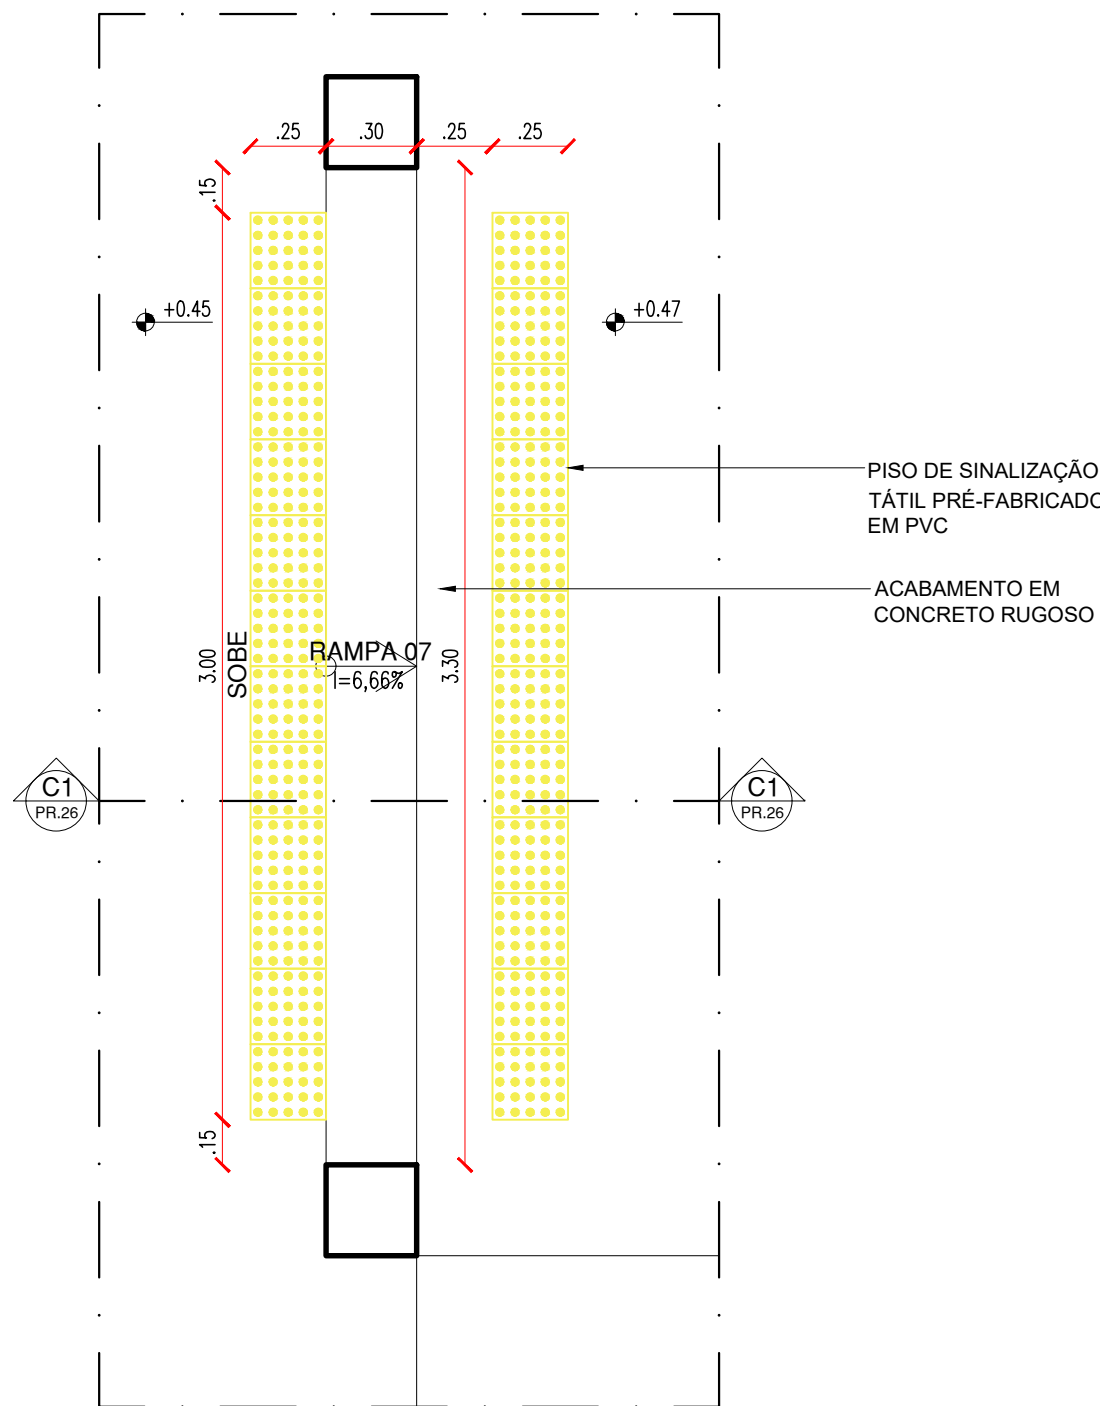 .25
.30
.25
.25
.15
+0.45
+0.47
PISO DE SINALIZAÇÃO
TÁTIL PRÉ-FABRICADO
EM PVC
ACABAMENTO EM
CONCRETO RUGOSO
3.00
SOBE
RAMPA 07
I=6,66%
3.30
C1
PR.26
C1
PR.26
.15